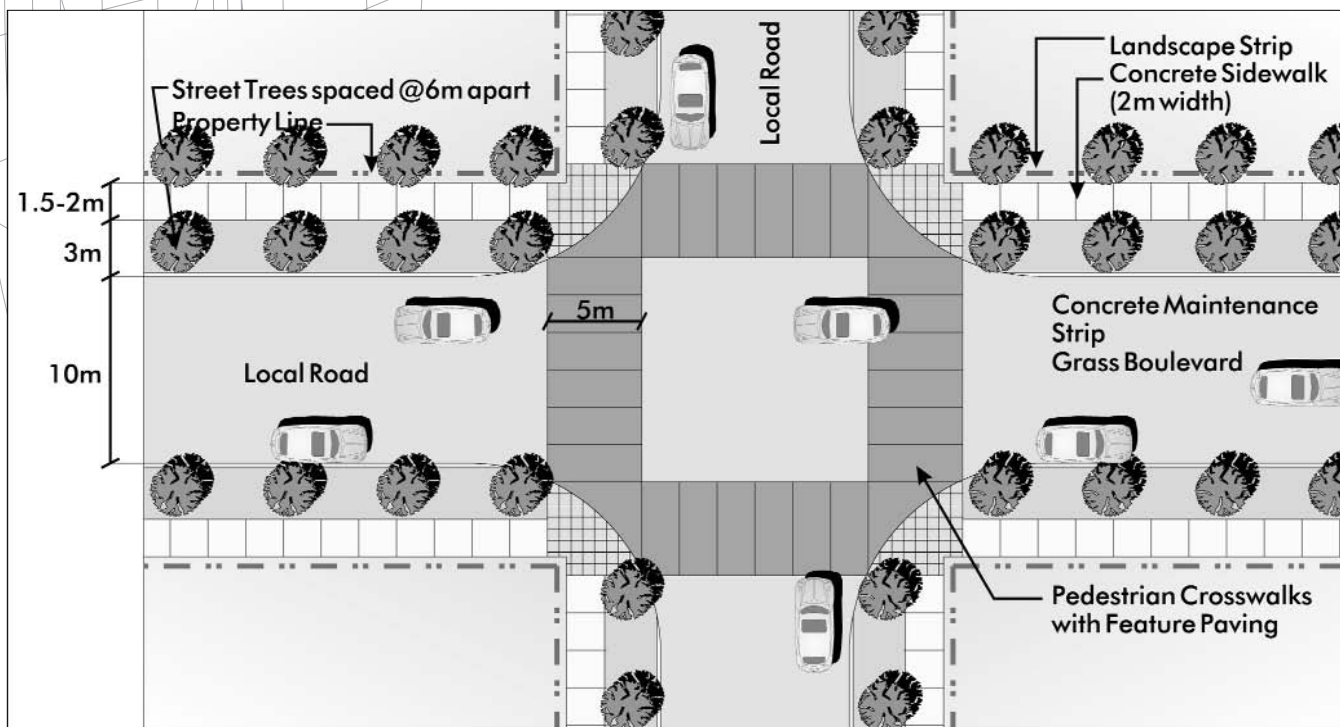 Street Trees spaced @6m apart
Property Line
Local Road
Landscape Strip
Concrete Sidewalk
(2m width)
1.5-2m
3m
10m
5m
Local Road
Concrete Maintenance
Strip
Grass Boulevard
Pedestrian Crosswalks
with Feature Paving